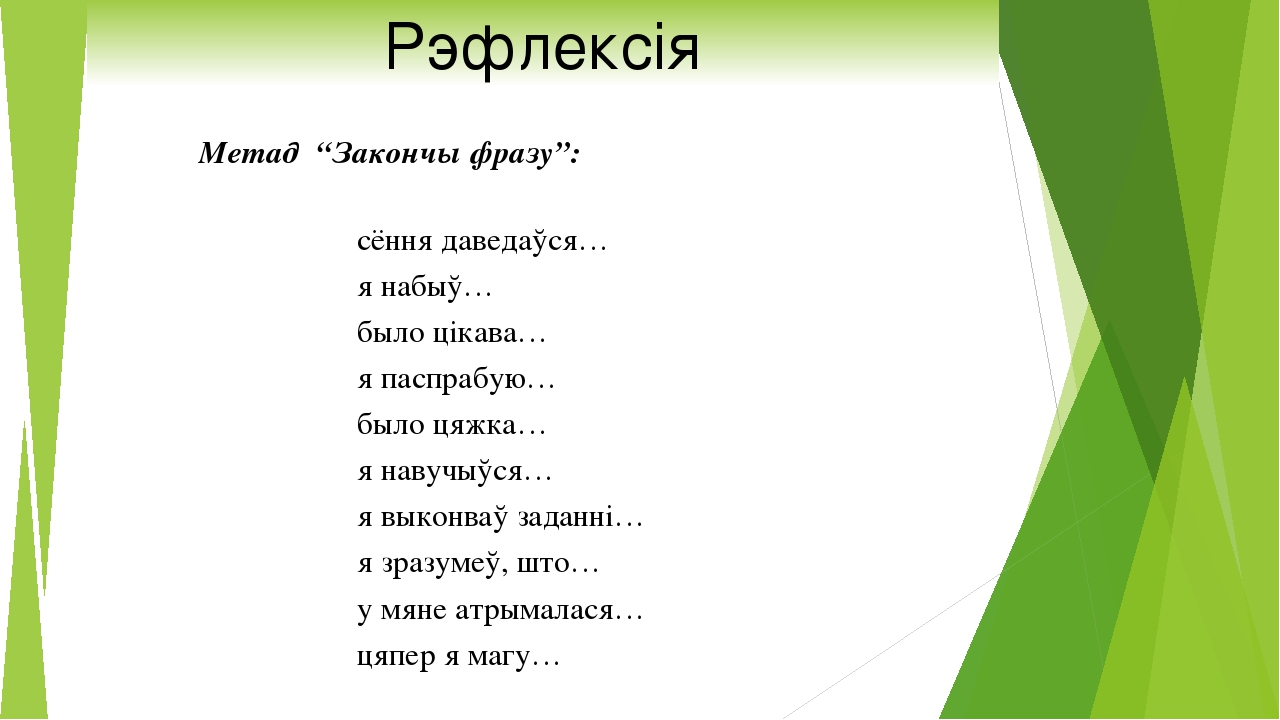 Рэфлексія
Метад “Закончы фразу”:
сёння даведаўся…
я набыў…
было цікава…
я паспрабую…
было цяжка…
я навучыўся…
я выконваў заданні…
я зразумеў, што…
у мяне атрымалася…
цяпер я магу…